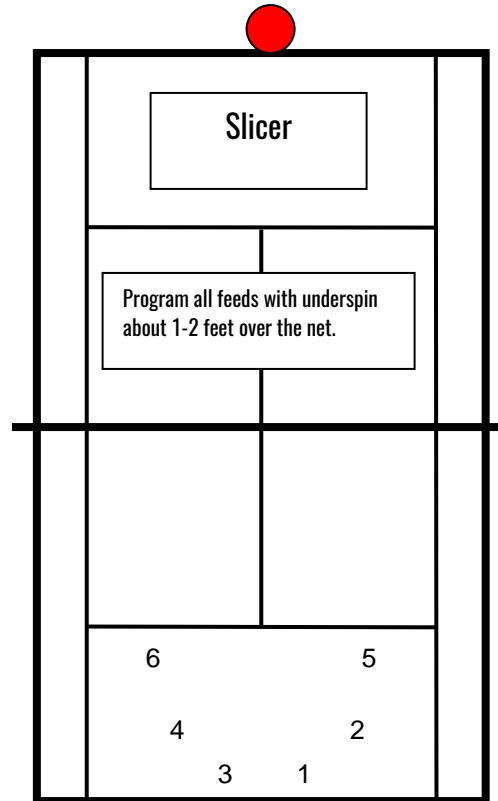 Slicer
Program all feeds with underspin
about 1-2 feet over the net.
6 5
4 2
3 1